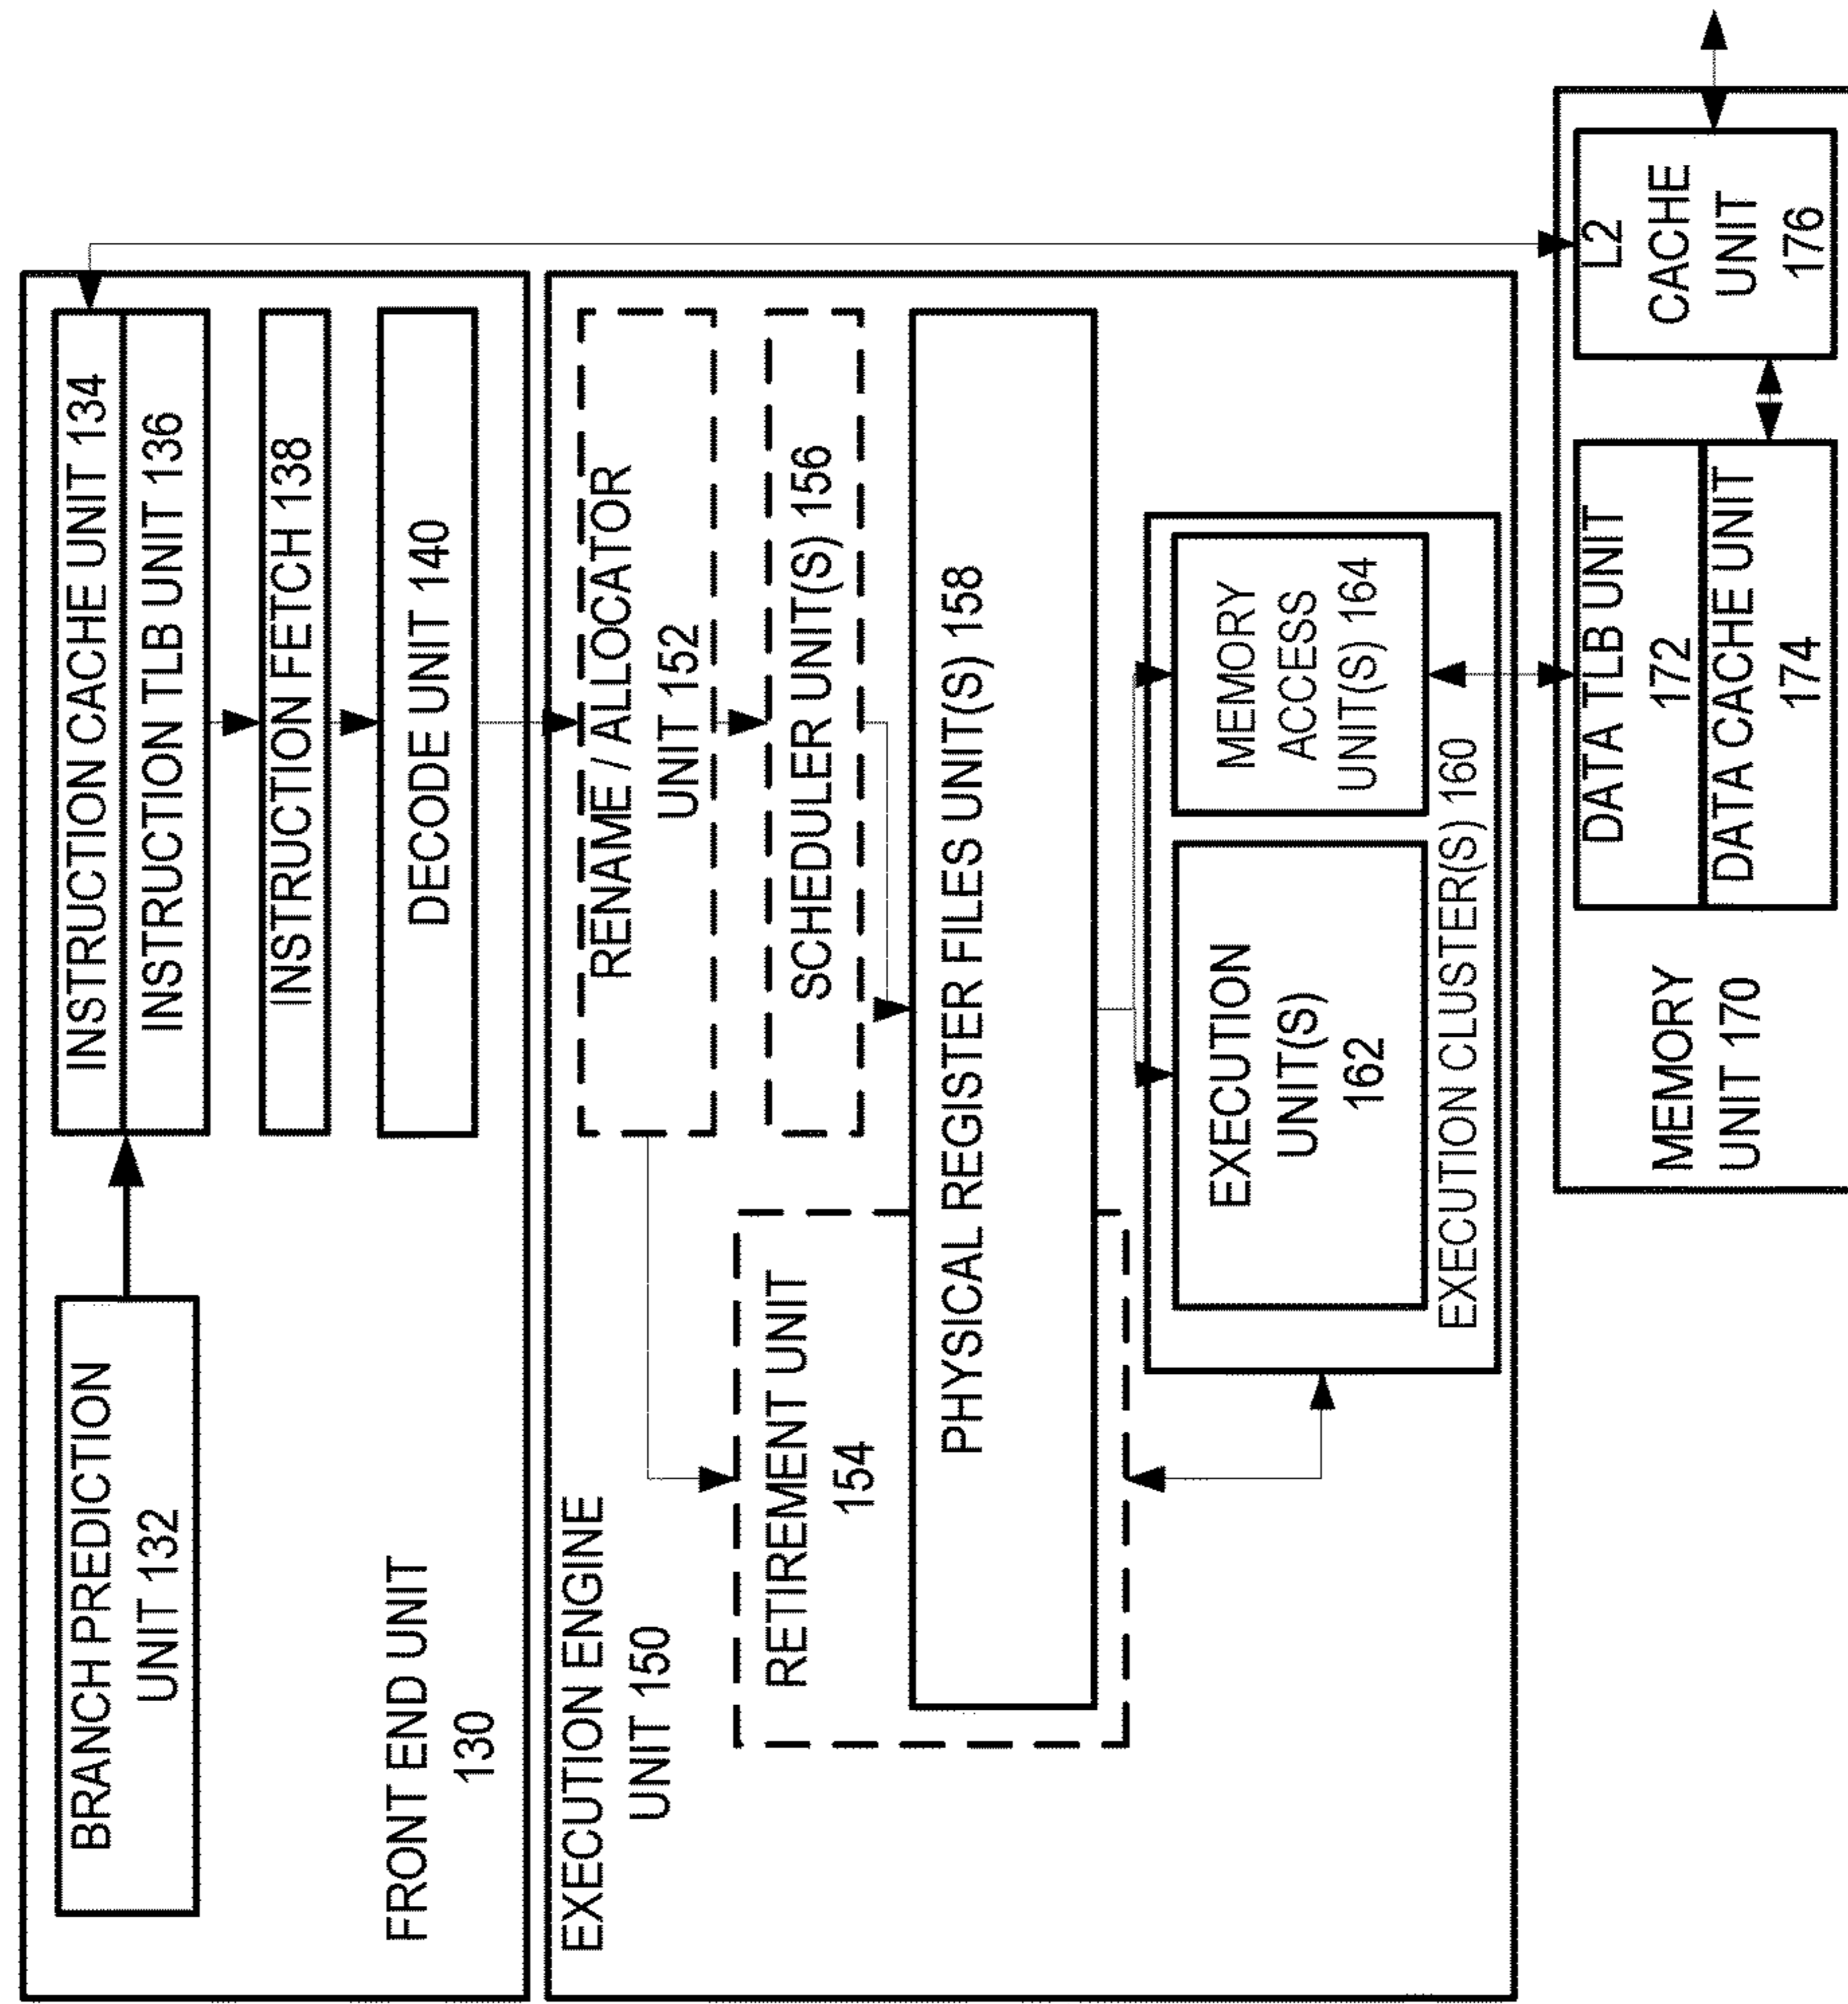 BRANCH PREDICTION
UNIT 132
INSTRUCTION CACHE UNIT 134
INSTRUCTION TLB UNIT 136
INSTRUCTION FETCH 138
DECODE UNIT 140
FRONT END UNIT
130
EXECUTION ENGINE
UNIT 150
RENAME / ALLOCATOR
UNIT 152
SCHEDULER UNIT(S) 156
RETIREMENT UNIT
154
PHYSICAL REGISTER FILES UNIT(S) 158
EXECUTION
UNIT(S)
162
MEMORY
ACCESS
UNIT(S) 164
EXECUTION CLUSTER(S) 160
MEMORY
UNIT 170
DATA TLB UNIT
172
DATA CACHE UNIT
174
L2
CACHE
UNIT
176